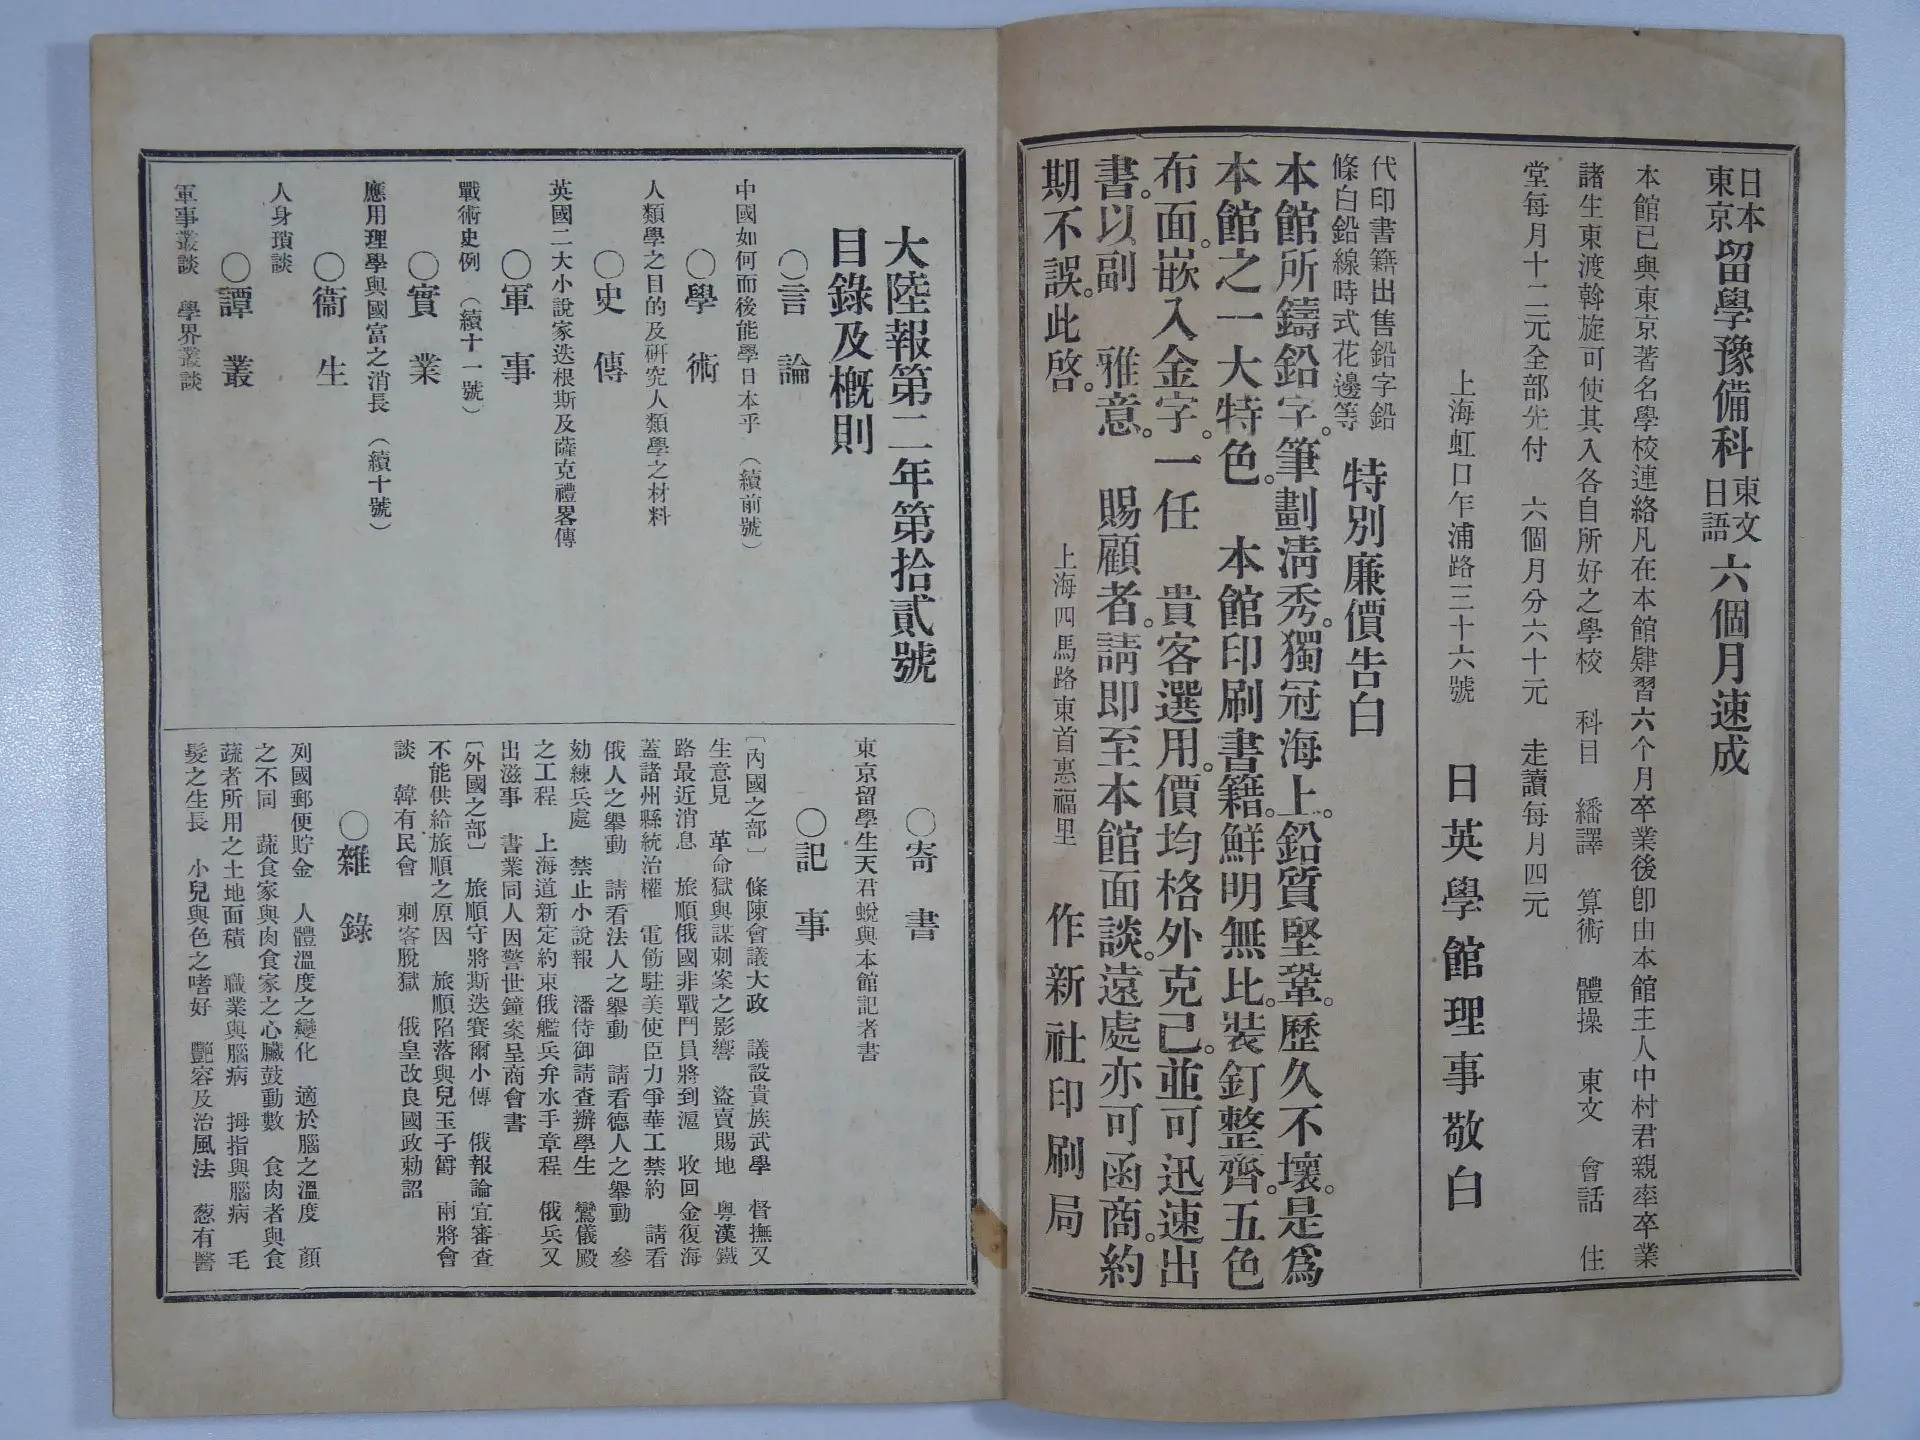 日本東京留學豫備科東文日語六個月速成
本館已與東京著名學校連絡凡在本館肄習六个月卒業後卽由本館主人中村君親率卒業
諸生東渡斡旋可使其入各自所好之學校　科目　繙譯　算術　體操　東文　會話　住
堂每月十二元全部先付　六個月分六十元　走讀每月四元
上海虹口乍浦路三十六號　日英學館理事敬白
代印書籍出售鉛字鉛條白鉛線時式花邊等　特別廉價告白
本館所鑄鉛字。筆劃淸秀。獨冠海上。鉛質堅鞏。歷久不壞。是爲
本館之一大特色。　本館印刷書籍。鮮明無比。裝釘整齊。五色
布面。嵌入金字。一任　貴客選用。價均格外克己。並可迅速出
書。以副　雅意。　賜顧者。請卽至本館面談。遠處亦可函商。約
期不誤。此啓。
上海四馬路東首惠福里　作新社印刷局
大陸報第二年第拾貳號
目錄及槪則
〇言論
中國如何而後能學日本乎（續前號）
〇學術
人類學之目的及硏究人類學之材料
〇史傳
英國二大小說家迭根斯及薩克禮畧傳
〇軍事
戰術史例（續十一號）
〇實業
應用理學與國富之消長（續十號）
〇衞生
人身瑣談
〇譚叢
軍事叢談　學界叢談
〇寄書
東京留學生天君蛻與本館記者書
〇記事
〔內國之部〕　條陳會議大政　議設貴族武學　督撫又
生意見　革命獄與謀刺案之影響　盜賣賜地　粤漢鐵
路最近消息　旅順俄國非戰鬥員將到滬　收回金復海
蓋諸州縣統治權　電飭駐美使臣力爭華工禁約　請看
俄人之舉動　請看法人之舉動　請看德人之舉動　參
劾練兵處　禁止小說報　潘侍御請查辦學生　鸞儀殿
之工程　上海道新定約束俄艦兵弁水手章程　俄兵又
出滋事　書業同人因警世鐘案呈商會書
〔外國之部〕　旅順守將斯迭賽爾小傳　俄報論宜審查
不能供給旅順之原因　旅順陷落與兒玉子爵　兩將會
談　韓有民會　刺客脫獄　俄皇改良國政勅詔
〇雜錄
列國郵便貯金　人體溫度之變化　適於腦之溫度　顏
之不同　蔬食家與肉食家之心臟鼓動數　食肉者與食
蔬者所用之土地面積　職業與腦病　拇指與腦病　毛
髮之生長　小兒與色之嗜好　艷容及治風法　葱有醫